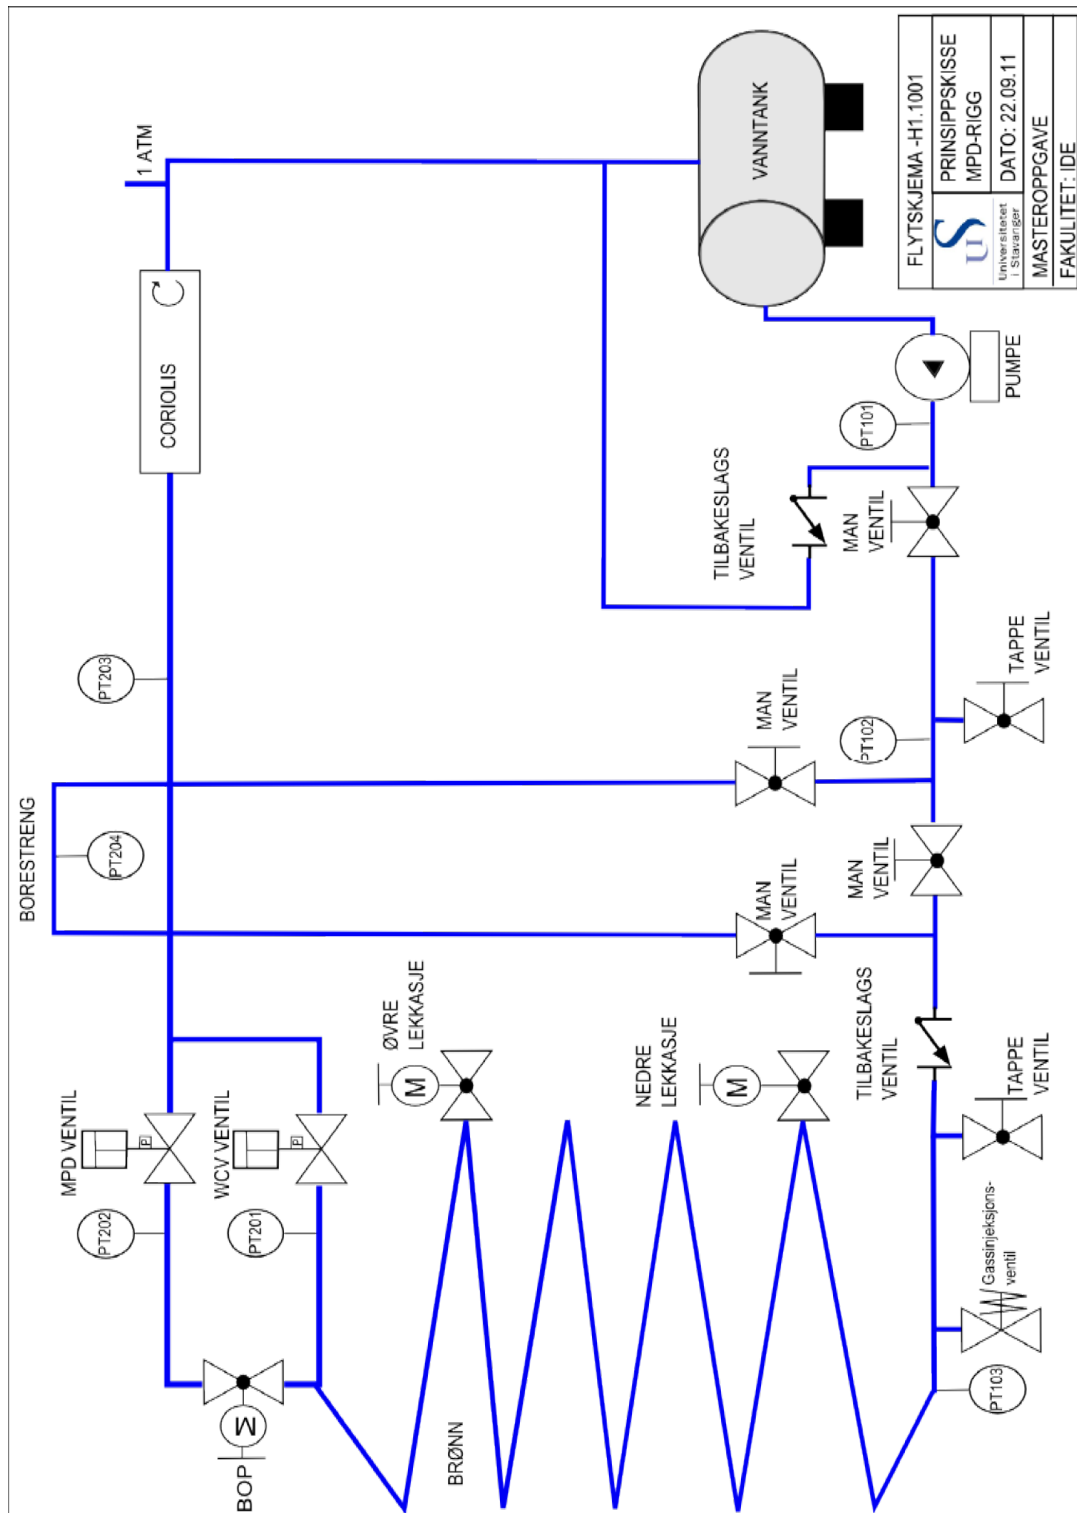 1 ATM
CORIOLIS
VANNTANK
PUMPE
PT101
TILBAKESLAGS
VENTIL
MAN
VENTIL
PT203
BORESTRENG
PT204
MAN
VENTIL
PT102
TAPPE
VENTIL
MAN
VENTIL
MAN
VENTIL
MPD VENTIL
P
PT202
WCV VENTIL
P
PT201
BOP
M
ØVRE
LEKKASJE
M
NEDRE
LEKKASJE
M
BRØNN
TILBAKESLAGS
VENTIL
TAPPE
VENTIL
Gassinjeksjons-
ventil
PT103
FLYTSKJEMA -H1.1001
PRINSIPPSKISSE
MPD-RIGG
US
Universitetet
i Stavanger
DATO: 22.09.11
MASTEROPPGAVE
FAKULITET: IDE